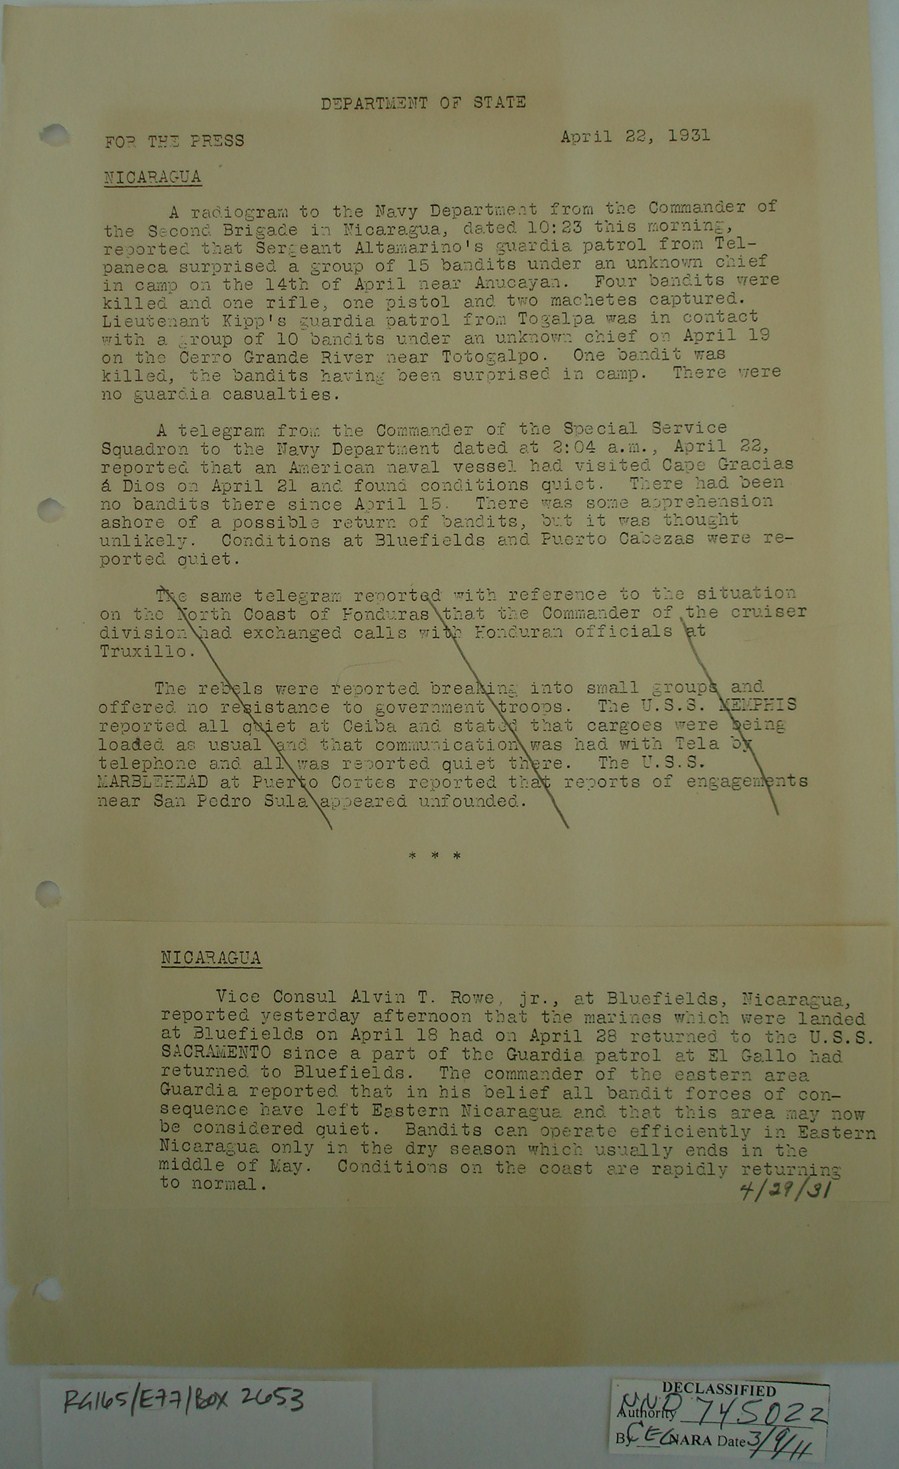 DEPARTMENT OF STATE
FOR THE PRESS April 22, 1931
NICARAGUA
A radiogram to the Navy Department from the Commander of
the Second Brigade in Nicaragua, dated 10:23 this morning,
reported that Sergeant Altamarino's guardia patrol from Tel-
paneca surprised a group of 15 bandits under an unknown chief
in camp on the 14th of April near Anucayan. Four bandits were
killed and one rifle, one pistol and two machetes captured.
Lieutenant Kipp's guardia patrol from Togalpa was in contact
with a group of 10 bandits under an unknown chief on April 19
on the Cerro Grande River near Totogalpo. One bandit was
killed, the bandits having been surprised in camp. There were
no guardia casualties.
A telegram from the Commander of the Special Service
Squadron to the Navy Department dated at 2:04 a.m., April 22,
reported that an American naval vessel had visited Cape Gracias
á Dios on April 21 and found conditions quiet. There had been
no bandits there since April 15. There was some apprehension
ashore of a possible return of bandits, but it was thought
unlikely. Conditions at Bluefields and Puerto Cabezas were re-
ported quiet.
The same telegram reported with reference to the situation
on the North Coast of Honduras that the Commander of the cruiser
division had exchanged calls with Honduran officials at
Truxillo.
The rebels were reported breaking into small groups and
offered no resistance to government troops. The U.S.S. MEMPHIS
reported all quiet at Ceiba and stated that cargoes were being
loaded as usual and that communication was had with Tela by
telephone and all was reported quiet there. The U.S.S.
MARBLEHEAD at Puerto Cortes reported that reports of engagements
near San Pedro Sula appeared unfounded.
* * *
NICARAGUA
Vice Consul Alvin T. Rowe, jr., at Bluefields, Nicaragua,
reported yesterday afternoon that the marines which were landed
at Bluefields on April 18 had on April 28 returned to the U.S.S.
SACRAMENTO since a part of the Guardia patrol at El Gallo had
returned to Bluefields. The commander of the eastern area
Guardia reported that in his belief all bandit forces of con-
sequence have left Eastern Nicaragua and that this area may now
be considered quiet. Bandits can operate efficiently in Eastern
Nicaragua only in the dry season which usually ends in the
middle of May. Conditions on the coast are rapidly returning
to normal.
4/29/31
RG165/E77/BOX 2653
DECLASSIFIED
Authority NND 745022
By CEG NARA Date 3/9/11